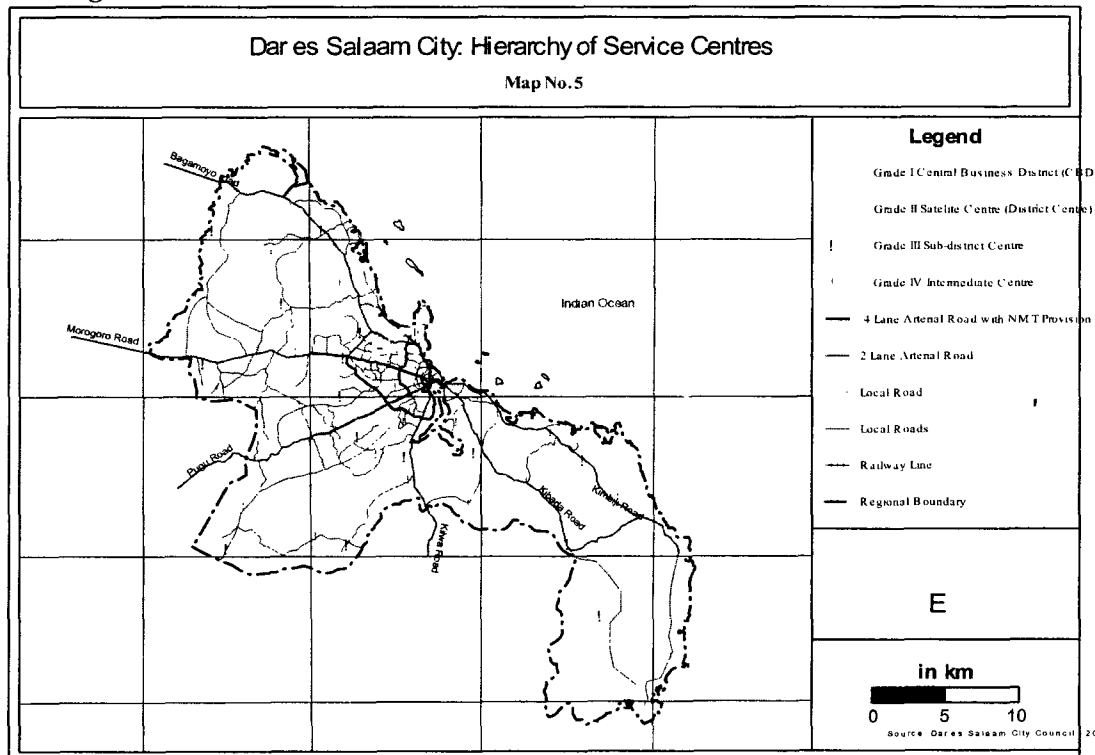 Dar es Salaam City: Hierarchy of Service Centres
Map No.5
Bagamoyo Road
Morogoro Road
Pugu Road
Kilwa Road
Kibada Road
Kimbiji Road
Indian Ocean
Legend
Grade I Central Business District (CBD
Grade II Satelite Centre (District Centre)
Grade III Sub-district Centre
Grade IV Intermediate Centre
4 Lane Arterial Road with NMT Provision
2 Lane Arterial Road
Local Road
Local Roads
Railway Line
Regional Boundary
E
in km
0 5 10
Source Dar es Salaam City Council 20